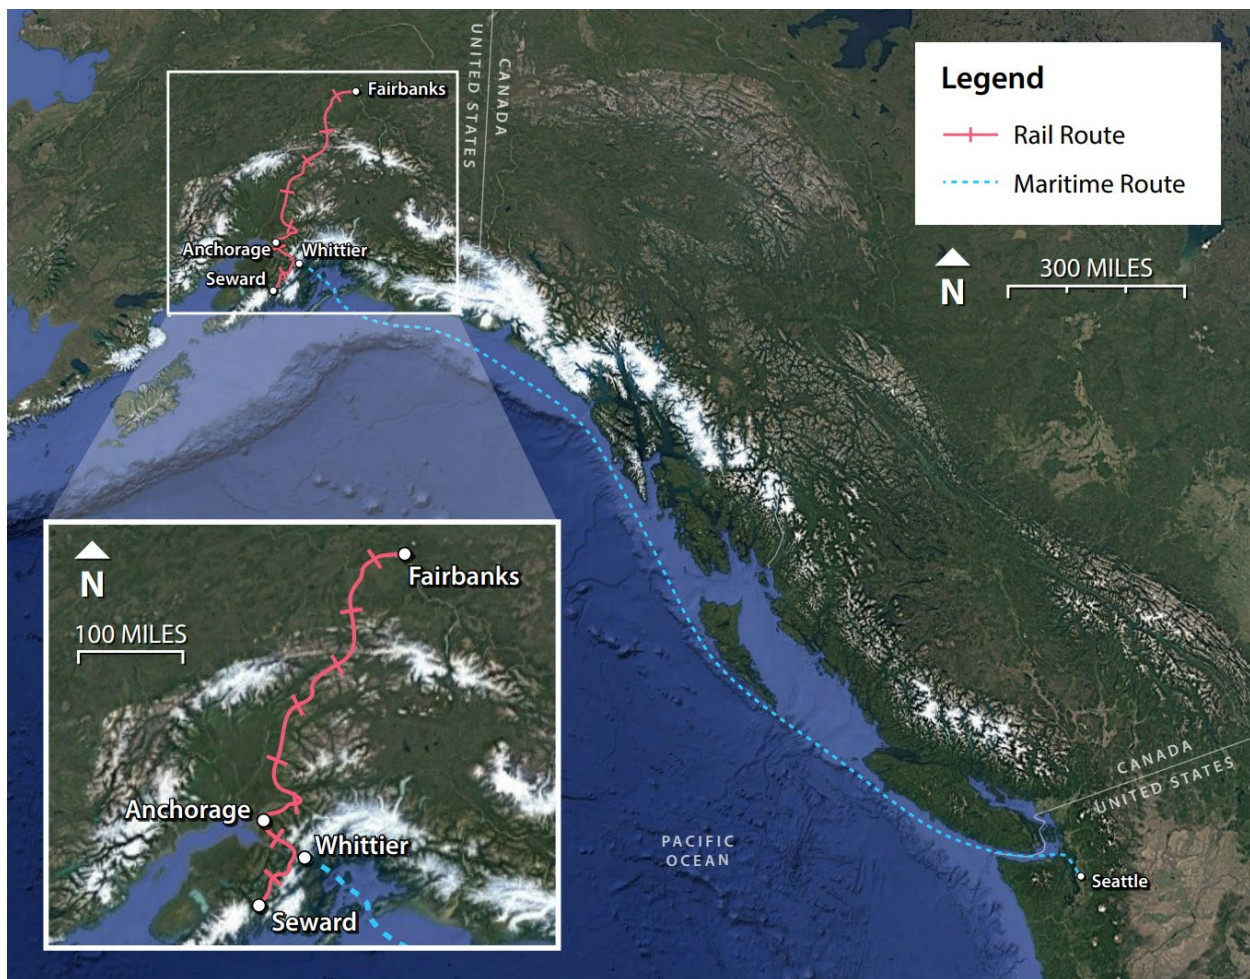 UNITED STATES
CANADA
Fairbanks
Anchorage
Whittier
Seward
Legend
Rail Route
Maritime Route
N
300 MILES
N
100 MILES
Fairbanks
Anchorage
Whittier
Seward
CANADA
UNITED STATES
PACIFIC
OCEAN
Seattle